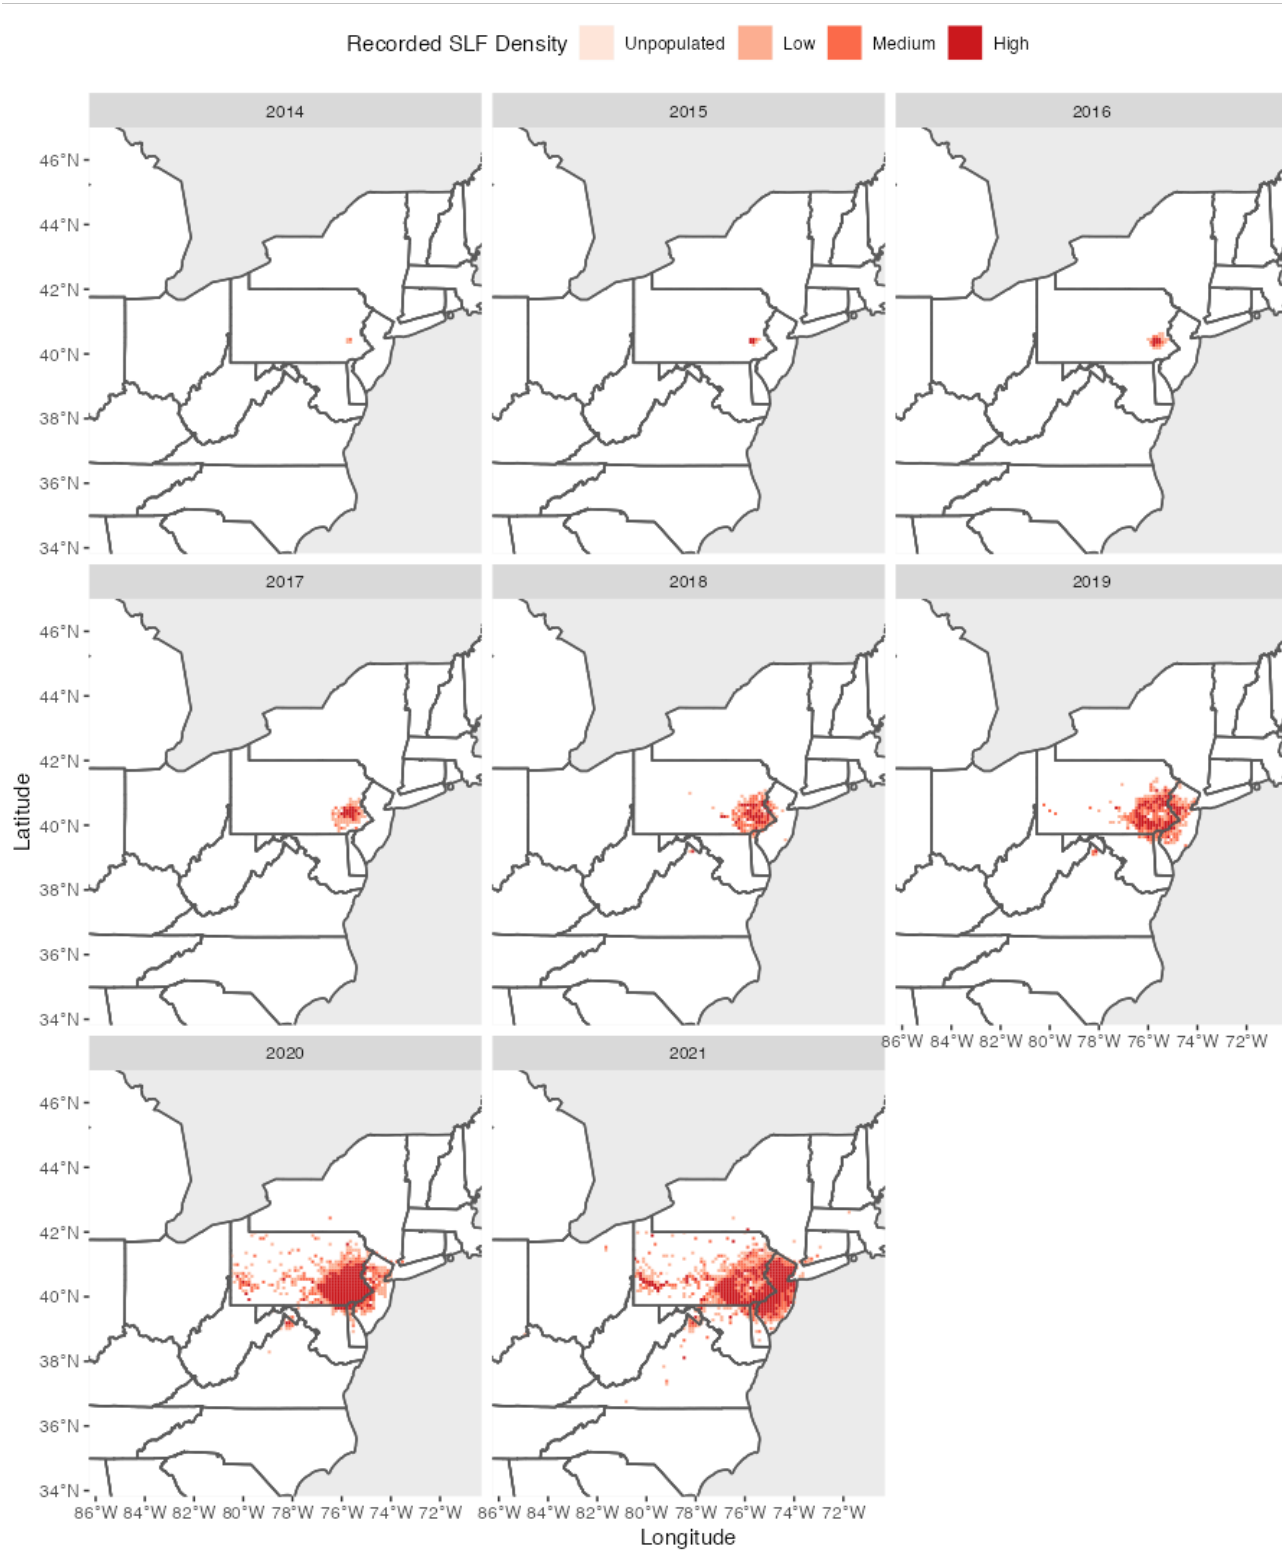 Recorded SLF Density Unpopulated Low Medium High
2014 2015 2016
46°N
44°N
42°N
40°N
38°N
36°N
34°N
2017 2018 2019
46°N
44°N
42°N
40°N
38°N
36°N
34°N
Latitude
86°W 84°W 82°W 80°W 78°W 76°W 74°W 72°W
2020 2021
46°N
44°N
42°N
40°N
38°N
36°N
34°N
86°W 84°W 82°W 80°W 78°W 76°W 74°W 72°W 86°W 84°W 82°W 80°W 78°W 76°W 74°W 72°W
Longitude